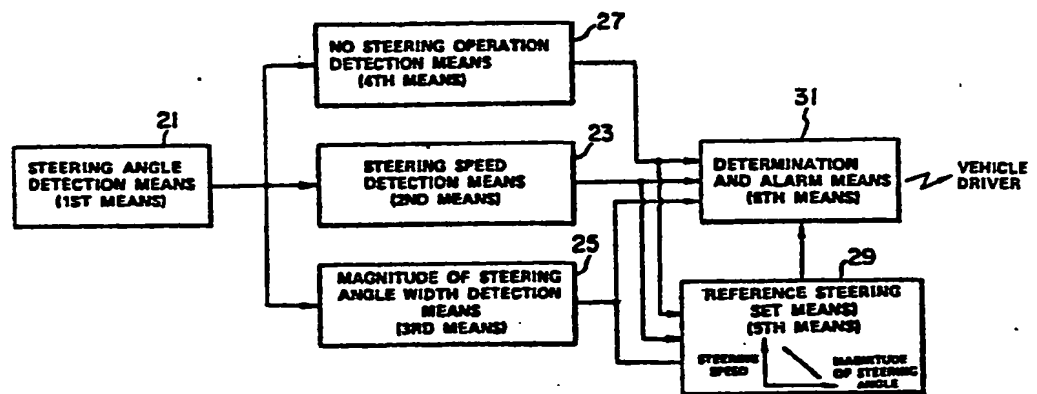 27
NO STEERING OPERATION
DETECTION MEANS
(4TH MEANS)
21
STEERING ANGLE
DETECTION MEANS
(1ST MEANS)
23
STEERING SPEED
DETECTION MEANS
(2ND MEANS)
25
MAGNITUDE OF STEERING
ANGLE WIDTH DETECTION
MEANS
(3RD MEANS)
31
DETERMINATION
AND ALARM MEANS
(6TH MEANS)
VEHICLE
DRIVER
29
REFERENCE STEERING
SET MEANS)
(5TH MEANS)
STEERING
SPEED
MAGNITUDE
OF STEERING
ANGLE